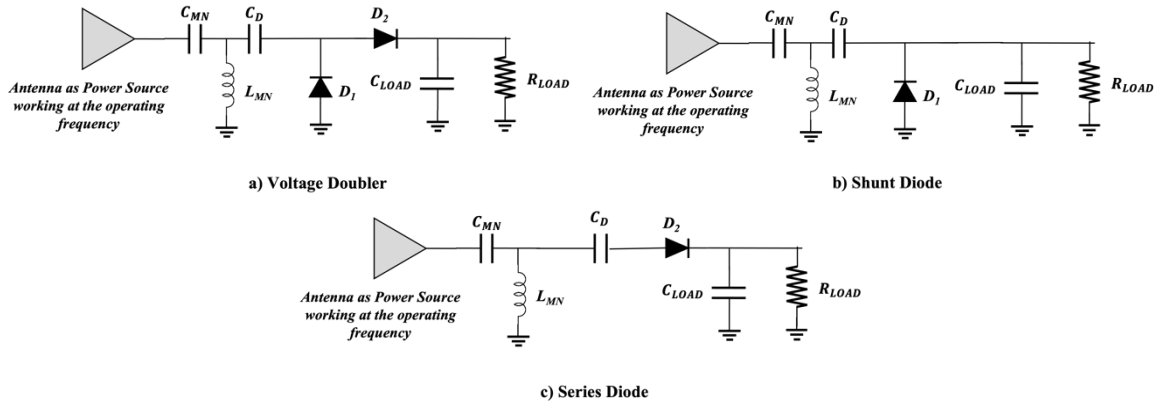 C_MN C_D D_2
L_MN D_1 C_LOAD R_LOAD
Antenna as Power Source
working at the operating
frequency
a) Voltage Doubler
C_MN C_D
L_MN D_1 C_LOAD R_LOAD
Antenna as Power Source
working at the operating
frequency
b) Shunt Diode
C_MN C_D D_2
L_MN C_LOAD R_LOAD
Antenna as Power Source
working at the operating
frequency
c) Series Diode